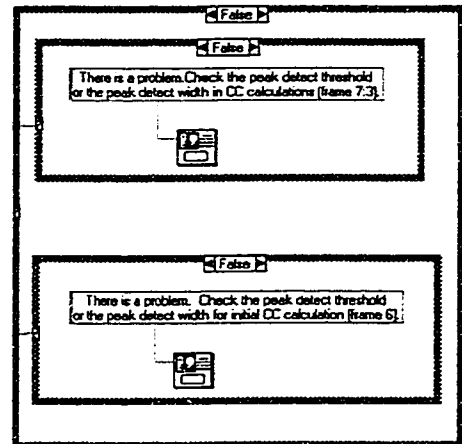 False
False
There is a problem.Check the peak detect threshold
or the peak detect width in CC calculations (frame 7:3).
False
There is a problem. Check the peak detect threshold
or the peak detect width for initial CC calculation (frame 6).